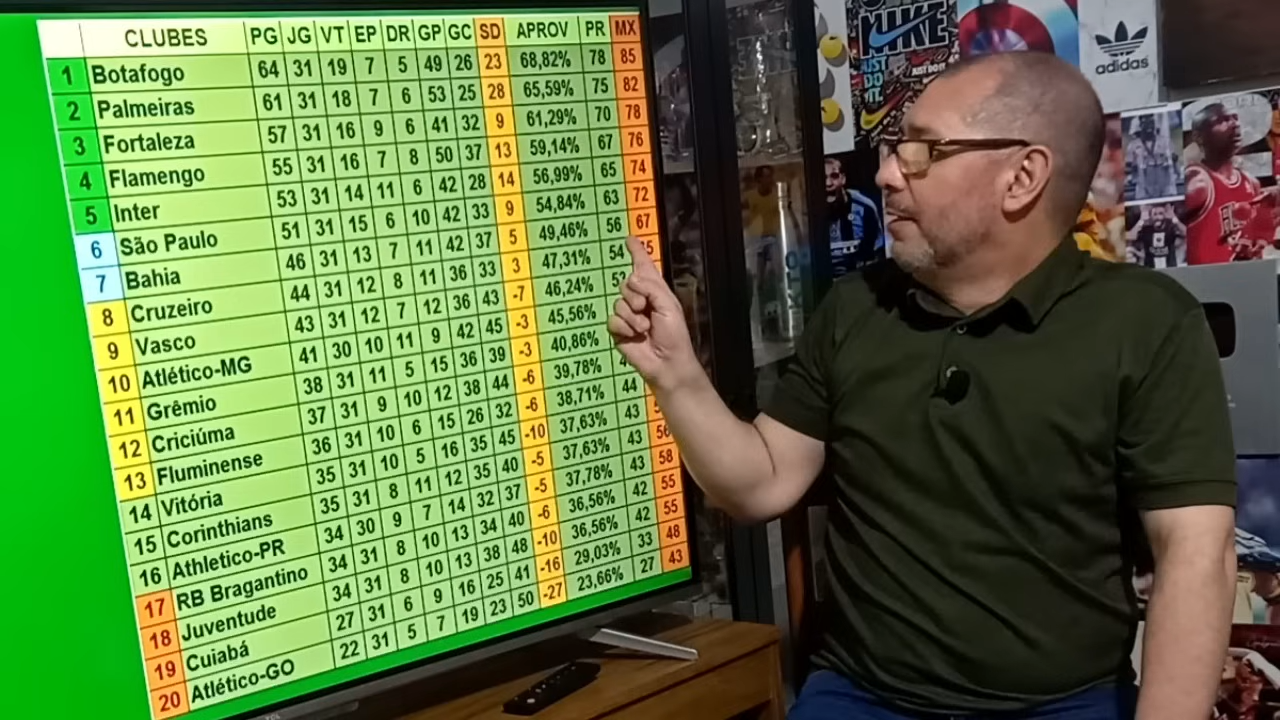 CLUBES PG JG VT EP DR GP GC SD APROV PR MX
1 Botafogo 64 31 19 7 5 49 26 23 68,82% 78 85
2 Palmeiras 61 31 18 7 6 53 25 28 65,59% 75 82
3 Fortaleza 57 31 16 9 6 41 32 9 61,29% 70 78
4 Flamengo 55 31 16 7 8 50 37 13 59,14% 67 76
5 Inter 53 31 14 11 6 42 28 14 56,99% 65 74
6 São Paulo 51 31 15 6 10 42 33 9 54,84% 63 72
7 Bahia 46 31 13 7 11 42 37 5 49,46% 56 67
8 Cruzeiro 44 31 12 8 11 36 33 3 47,31% 54
9 Vasco 43 31 12 7 12 36 43 -7 46,24%
10 Atlético-MG 41 30 10 11 9 42 45 -3 45,56%
11 Grêmio 38 31 11 5 15 36 39 -3 40,86%
12 Criciúma 37 31 9 10 12 38 44 -6 39,78%
13 Fluminense 36 31 10 6 15 26 32 -6 38,71% 44
14 Vitória 35 31 10 5 16 35 45 -10 37,63% 43
15 Corinthians 35 31 8 11 12 35 40 -5 37,63% 43 56
16 Athletico-PR 34 30 9 7 14 32 37 -5 37,78% 43 58
17 RB Bragantino 34 31 8 10 13 34 40 -6 36,56% 42 55
18 Juventude 34 31 8 10 13 38 48 -10 36,56% 42 55
19 Cuiabá 27 31 6 9 16 25 41 -16 29,03% 33 48
20 Atlético-GO 22 31 5 7 19 23 50 -27 23,66% 27 43
NIKE
JUST
DO
IT.
adidas